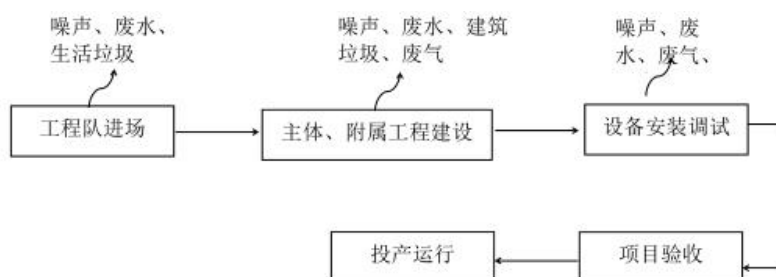 噪声、废水、
生活垃圾
噪声、废水、建筑
垃圾、废气
噪声、废
水、废气、
工程队进场
主体、附属工程建设
设备安装调试
投产运行
项目验收